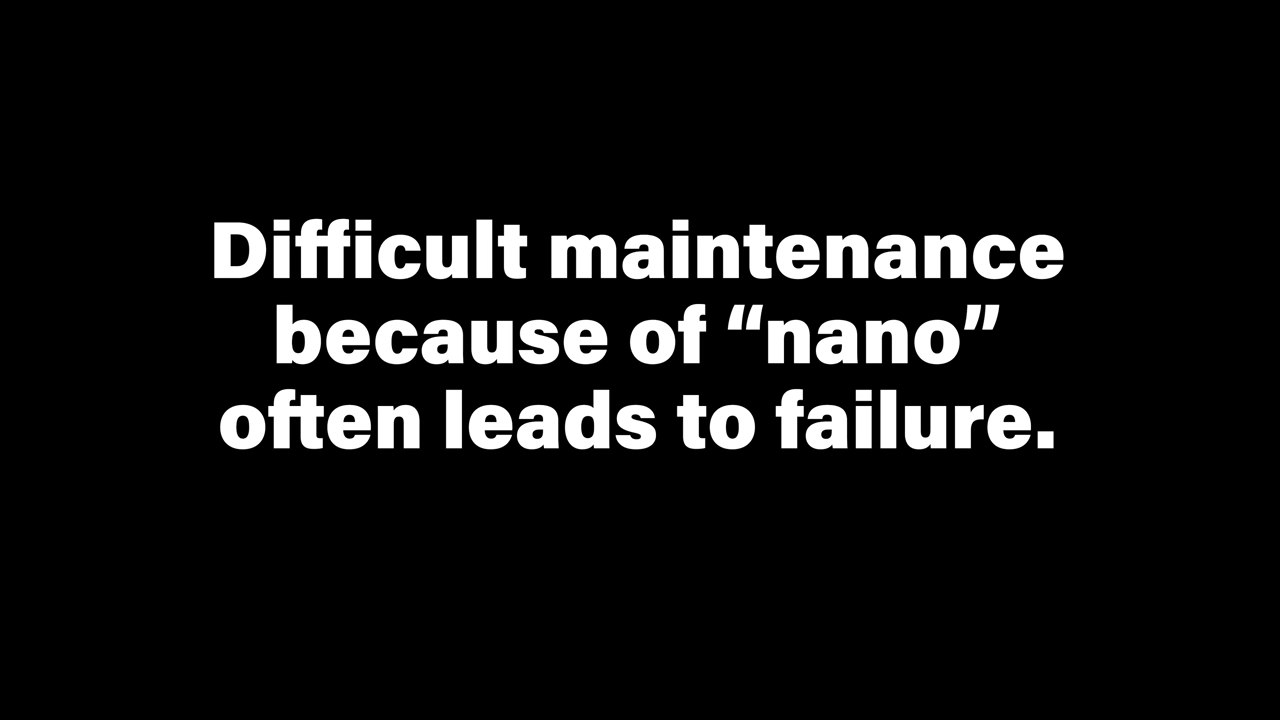 Difficult maintenance
because of “nano”
often leads to failure.